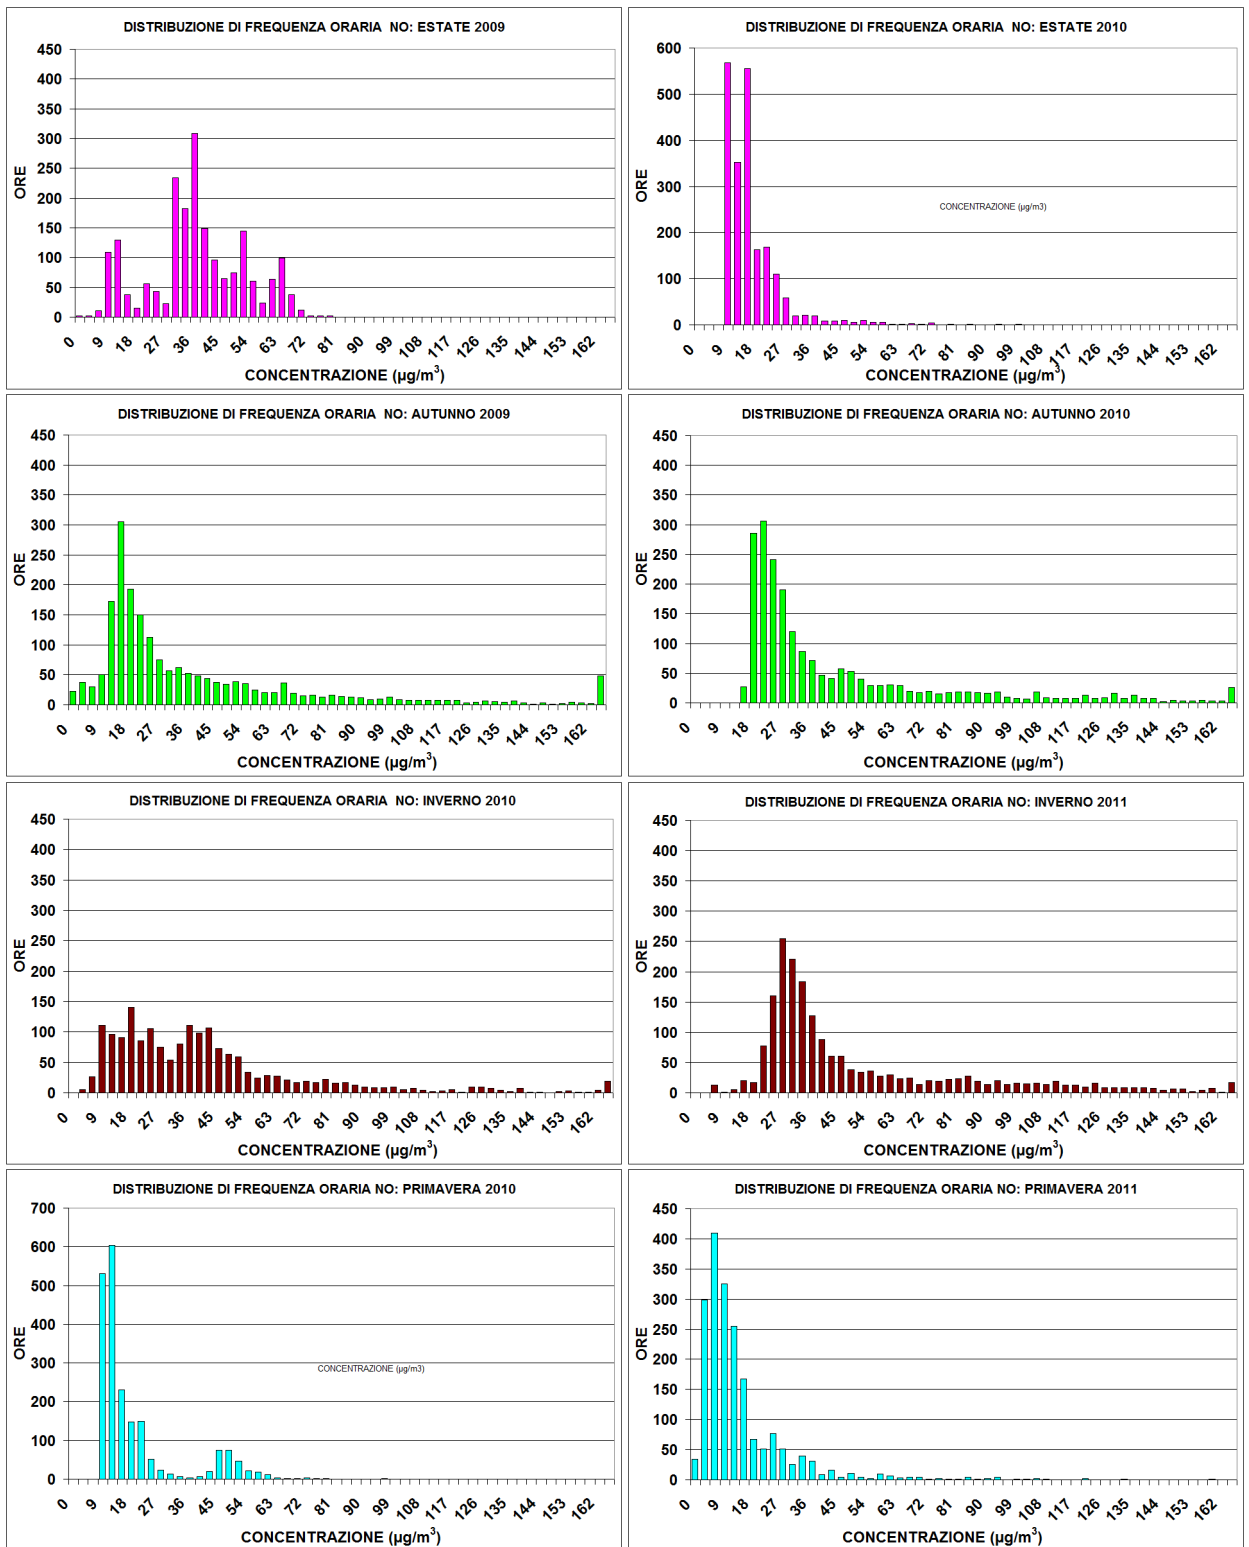 DISTRIBUZIONE DI FREQUENZA ORARIA NO: ESTATE 2009
450
400
350
300
250
200
150
100
50
0
ORE
0 9 18 27 36 45 54 63 72 81 90 99 108 117 126 135 144 153 162
CONCENTRAZIONE (µg/m³)
DISTRIBUZIONE DI FREQUENZA ORARIA NO: ESTATE 2010
600
500
400
300
200
100
0
ORE
CONCENTRAZIONE (µg/m3)
0 9 18 27 36 45 54 63 72 81 90 99 108 117 126 135 144 153 162
CONCENTRAZIONE (µg/m³)
DISTRIBUZIONE DI FREQUENZA ORARIA NO: AUTUNNO 2009
450
400
350
300
250
200
150
100
50
0
ORE
0 9 18 27 36 45 54 63 72 81 90 99 108 117 126 135 144 153 162
CONCENTRAZIONE (µg/m³)
DISTRIBUZIONE DI FREQUENZA ORARIA NO: AUTUNNO 2010
450
400
350
300
250
200
150
100
50
0
ORE
0 9 18 27 36 45 54 63 72 81 90 99 108 117 126 135 144 153 162
CONCENTRAZIONE (µg/m³)
DISTRIBUZIONE DI FREQUENZA ORARIA NO: INVERNO 2010
450
400
350
300
250
200
150
100
50
0
ORE
0 9 18 27 36 45 54 63 72 81 90 99 108 117 126 135 144 153 162
CONCENTRAZIONE (µg/m³)
DISTRIBUZIONE DI FREQUENZA ORARIA NO: INVERNO 2011
450
400
350
300
250
200
150
100
50
0
ORE
0 9 18 27 36 45 54 63 72 81 90 99 108 117 126 135 144 153 162
CONCENTRAZIONE (µg/m³)
DISTRIBUZIONE DI FREQUENZA ORARIA NO: PRIMAVERA 2010
700
600
500
400
300
200
100
0
ORE
CONCENTRAZIONE (µg/m3)
0 9 18 27 36 45 54 63 72 81 90 99 108 117 126 135 144 153 162
CONCENTRAZIONE (µg/m³)
DISTRIBUZIONE DI FREQUENZA ORARIA NO: PRIMAVERA 2011
450
400
350
300
250
200
150
100
50
0
ORE
0 9 18 27 36 45 54 63 72 81 90 99 108 117 126 135 144 153 162
CONCENTRAZIONE (µg/m³)